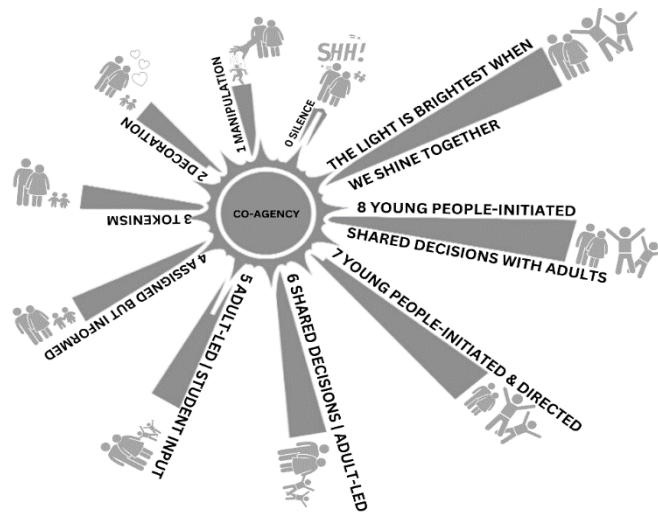 SHH!
0 SILENCE
1 MANIPULATION
2 DECORATION
3 TOKENISM
4 ASSIGNED BUT INFORMED
5 ADULT-LED | STUDENT INPUT
6 SHARED DECISIONS | ADULT-LED
7 YOUNG PEOPLE-INITIATED & DIRECTED
8 YOUNG PEOPLE-INITIATED
SHARED DECISIONS WITH ADULTS
THE LIGHT IS BRIGHTEST WHEN
WE SHINE TOGETHER
CO-AGENCY